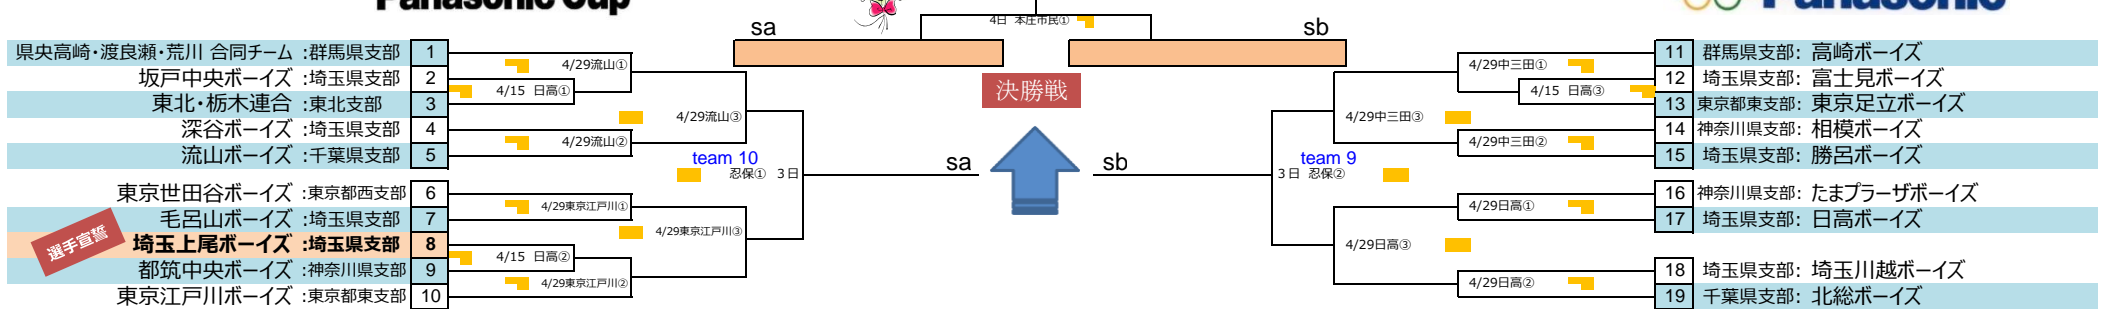 Panasonic Cup
Panasonic
4日 本庄市民①
sa
sb
決勝戦
県央高崎・渡良瀬・荒川 合同チーム :群馬県支部 1
坂戸中央ボーイズ :埼玉県支部 2
東北・栃木連合 :東北支部 3
深谷ボーイズ :埼玉県支部 4
流山ボーイズ :千葉県支部 5
東京世田谷ボーイズ :東京都西支部 6
毛呂山ボーイズ :埼玉県支部 7
選手宣誓
埼玉上尾ボーイズ :埼玉県支部 8
都筑中央ボーイズ :神奈川県支部 9
東京江戸川ボーイズ :東京都東支部 10
4/29流山①
4/15 日高①
4/29流山③
4/29流山②
team 10
忍保① 3日
4/29東京江戸川①
4/29東京江戸川③
4/15 日高②
4/29東京江戸川②
sa
sb
4/29中三田①
4/15 日高③
4/29中三田③
4/29中三田②
team 9
3日 忍保②
4/29日高①
4/29日高③
4/29日高②
11 群馬県支部: 高崎ボーイズ
12 埼玉県支部: 富士見ボーイズ
13 東京都東支部: 東京足立ボーイズ
14 神奈川県支部: 相模ボーイズ
15 埼玉県支部: 勝呂ボーイズ
16 神奈川県支部: たまプラーザボーイズ
17 埼玉県支部: 日高ボーイズ
18 埼玉県支部: 埼玉川越ボーイズ
19 千葉県支部: 北総ボーイズ